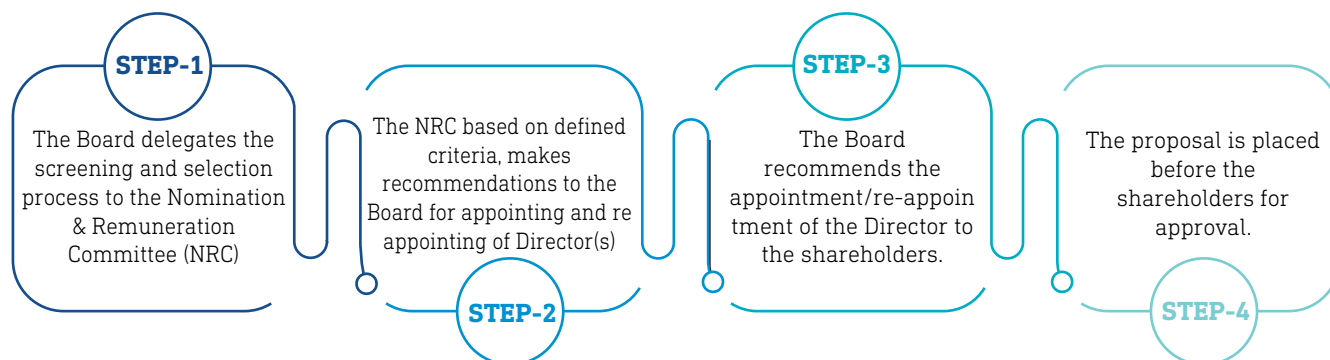 STEP-1
The Board delegates the
screening and selection
process to the Nomination
& Remuneration
Committee (NRC)
The NRC based on defined
criteria, makes
recommendations to the
Board for appointing and re
appointing of Director(s)
STEP-2
STEP-3
The Board
recommends the
appointment/re-appoin
tment of the Director to
the shareholders.
The proposal is placed
before the
shareholders for
approval.
STEP-4